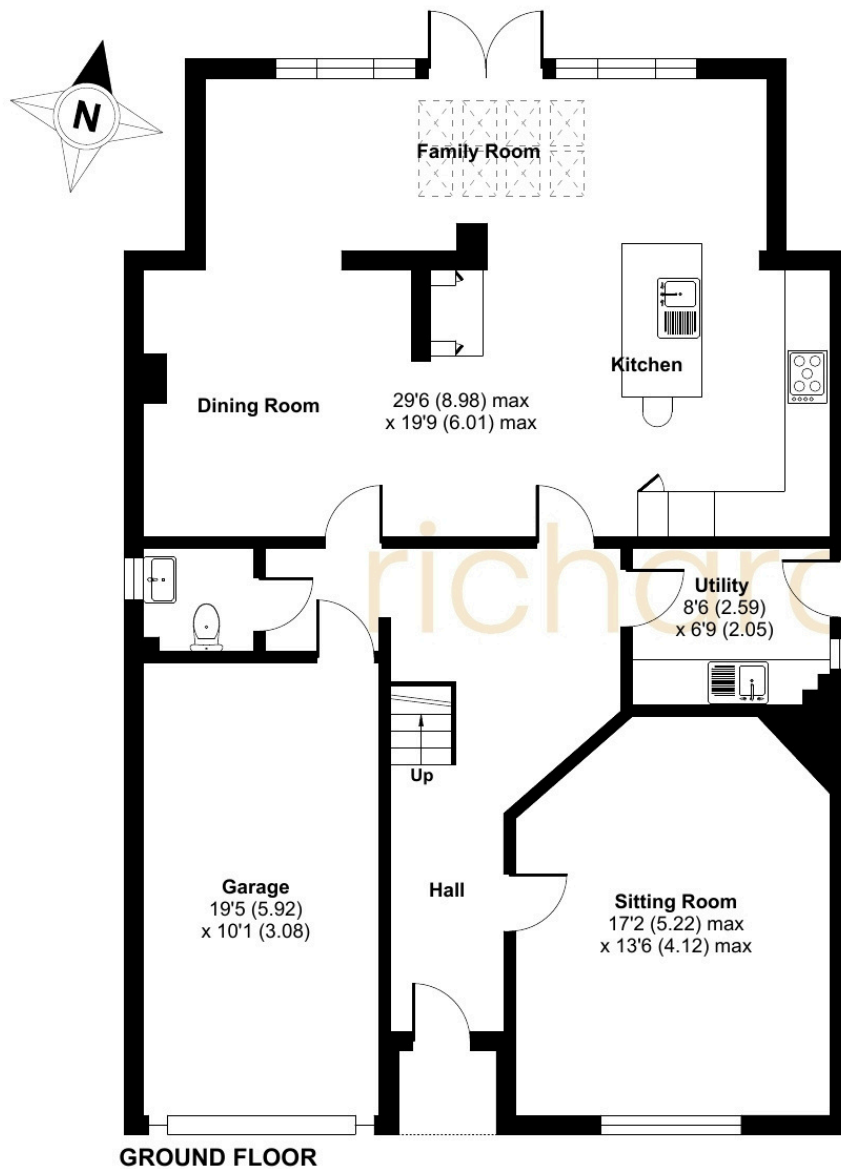 N
Family Room
Kitchen
Dining Room
29'6 (8.98) max
x 19'9 (6.01) max
richard
Utility
8'6 (2.59)
x 6'9 (2.05)
Up
Garage
19'5 (5.92)
x 10'1 (3.08)
Hall
Sitting Room
17'2 (5.22) max
x 13'6 (4.12) max
GROUND FLOOR